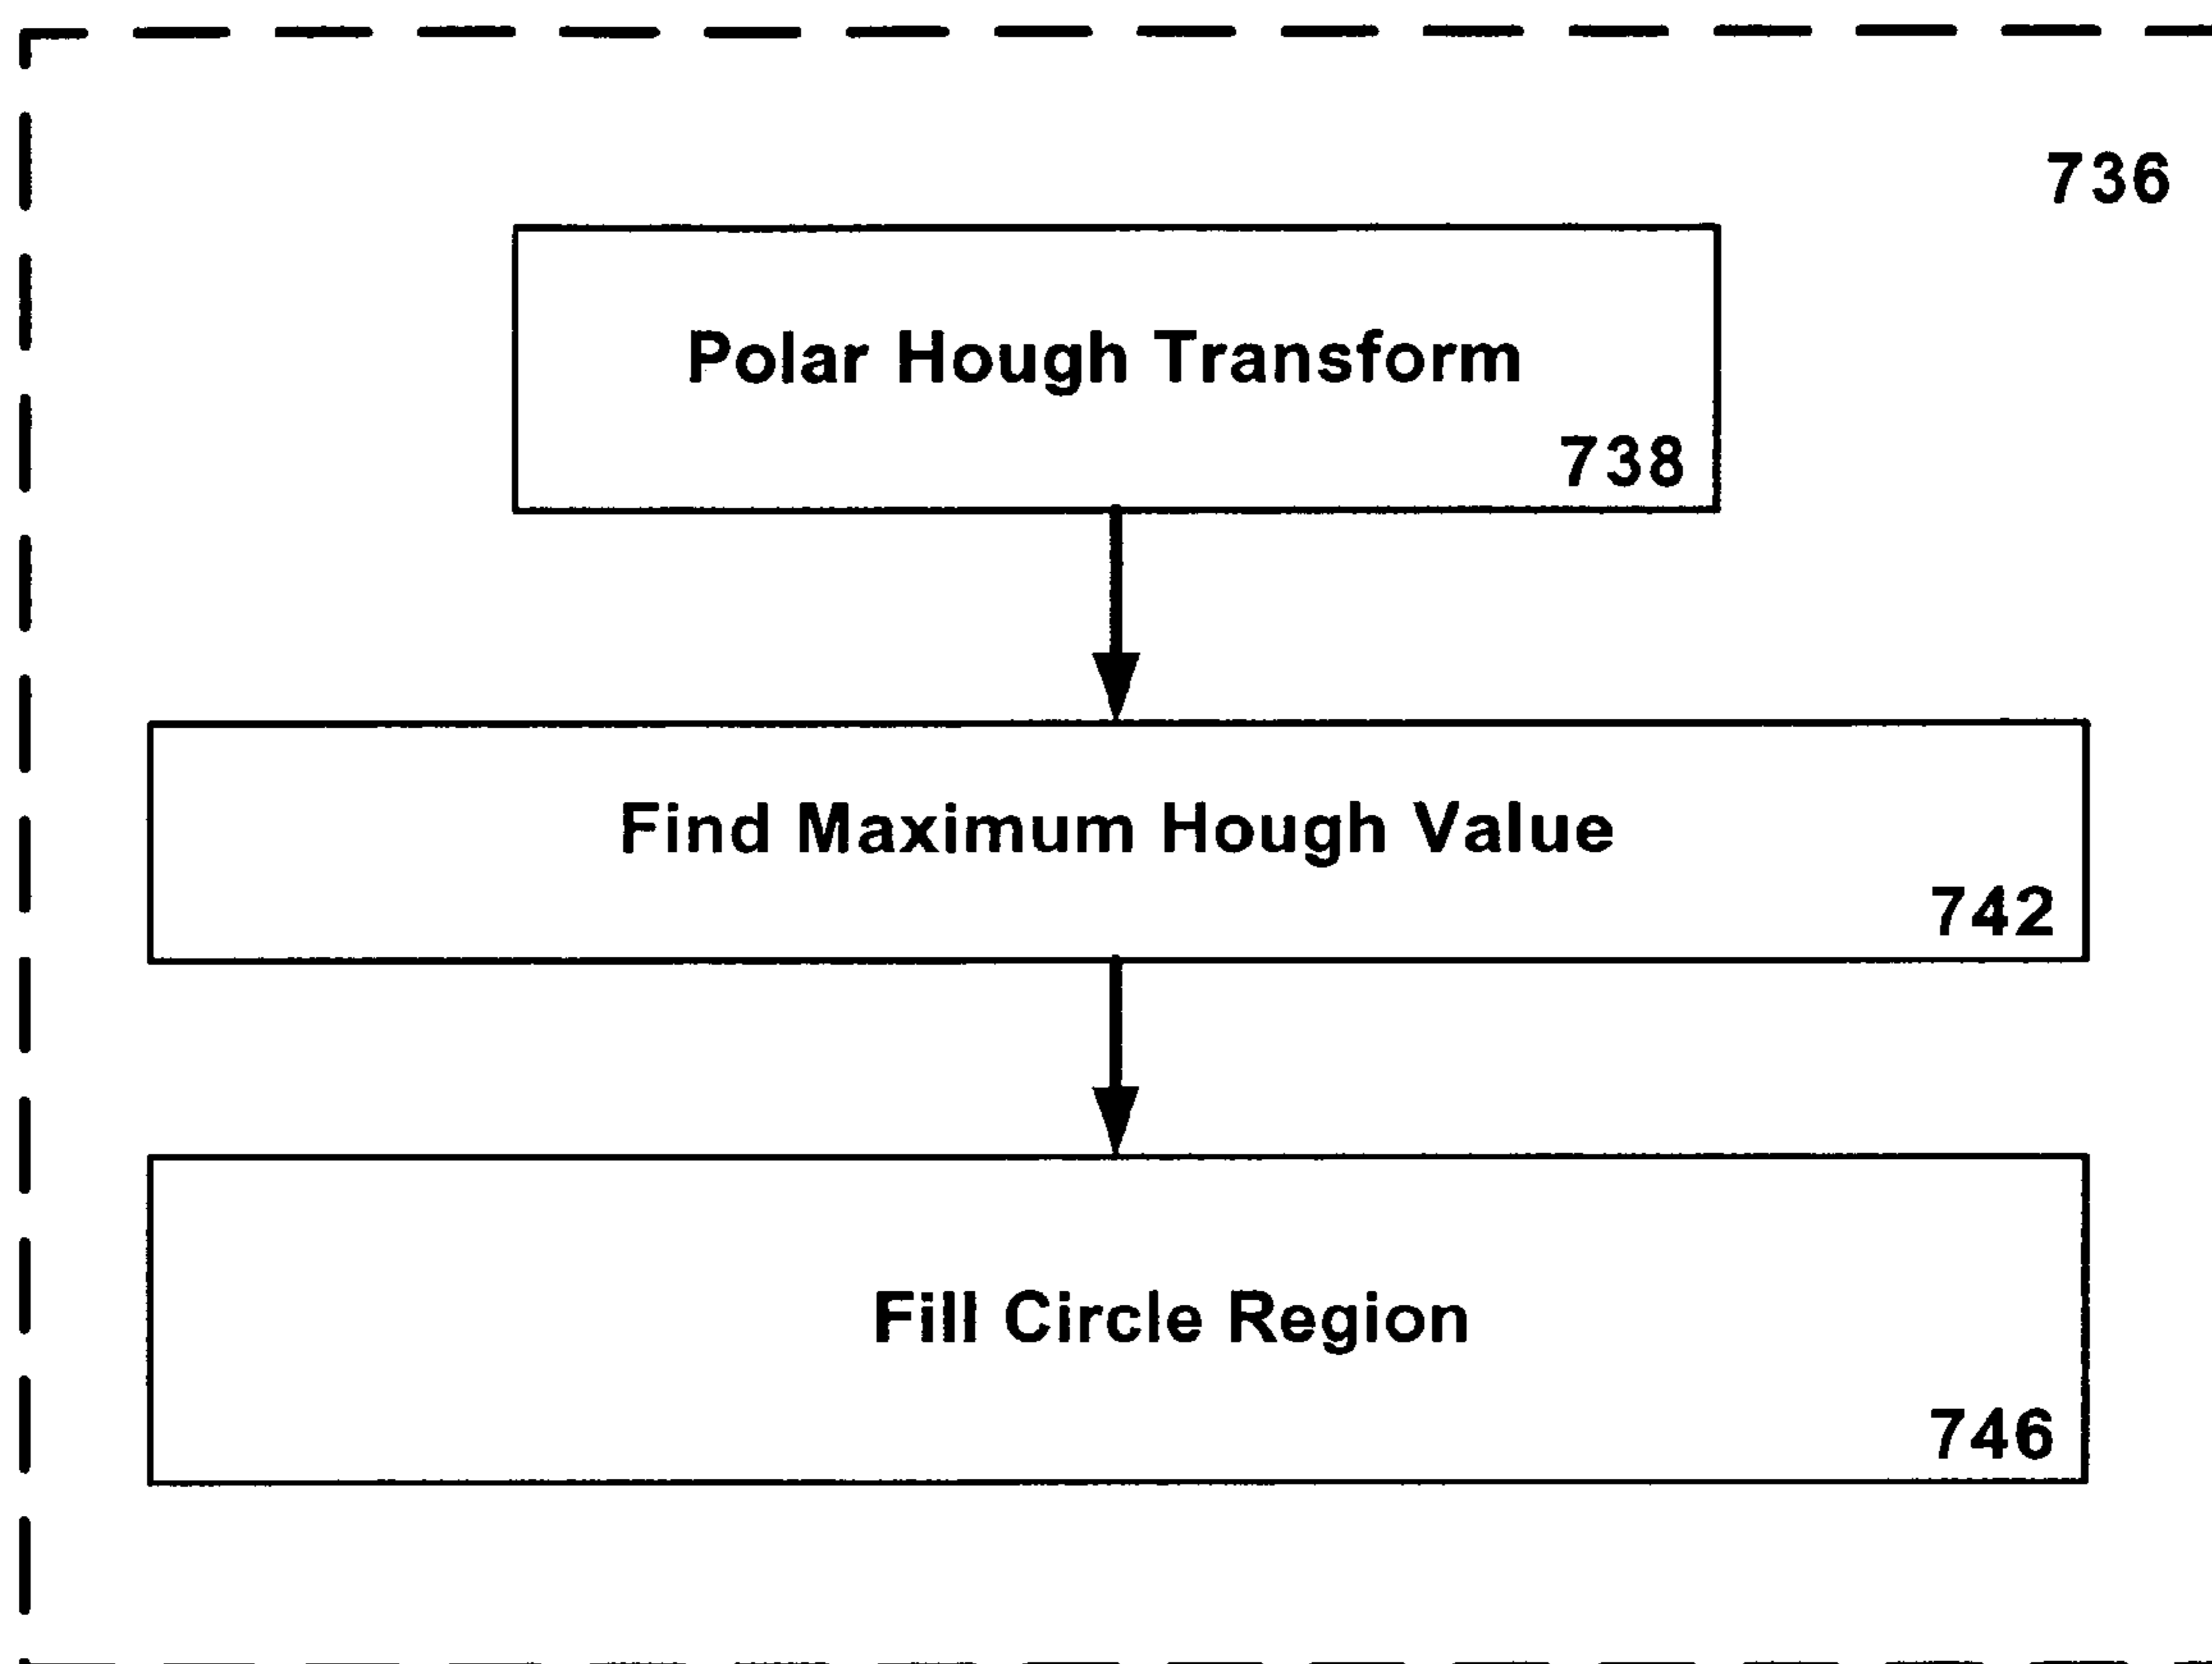 736
Polar Hough Transform
738
Find Maximum Hough Value
742
Fill Circle Region
746